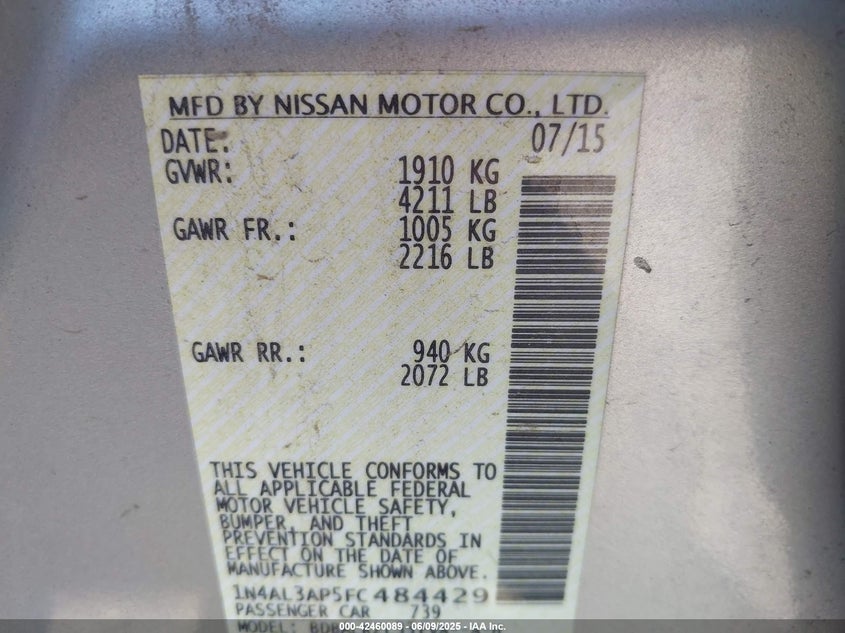 MFD BY NISSAN MOTOR CO., LTD.
DATE: 07/15
GVWR: 1910 KG
4211 LB
GAWR FR.: 1005 KG
2216 LB
GAWR RR.: 940 KG
2072 LB
THIS VEHICLE CONFORMS TO
ALL APPLICABLE FEDERAL
MOTOR VEHICLE SAFETY,
BUMPER, AND THEFT
PREVENTION STANDARDS IN
EFFECT ON THE DATE OF
MANUFACTURE SHOWN ABOVE.
1N4AL3AP5FC484429
PASSENGER CAR 739
MODEL:
000-42460089 - 06/09/2025 - IAA Inc.